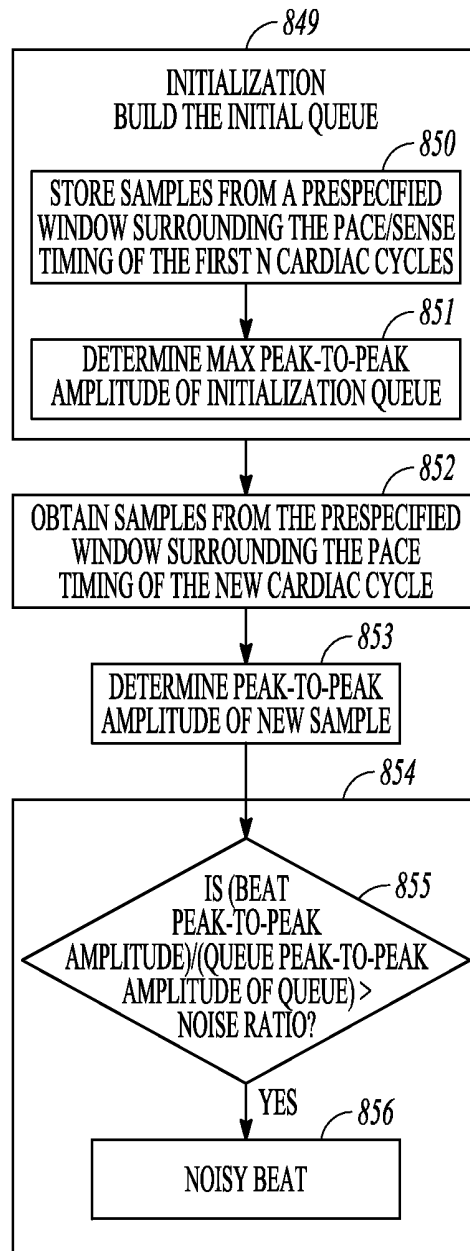 849
INITIALIZATION
BUILD THE INITIAL QUEUE
850
STORE SAMPLES FROM A PRESPECIFIED
WINDOW SURROUNDING THE PACE/SENSE
TIMING OF THE FIRST N CARDIAC CYCLES
851
DETERMINE MAX PEAK-TO-PEAK
AMPLITUDE OF INITIALIZATION QUEUE
852
OBTAIN SAMPLES FROM THE PRESPECIFIED
WINDOW SURROUNDING THE PACE
TIMING OF THE NEW CARDIAC CYCLE
853
DETERMINE PEAK-TO-PEAK
AMPLITUDE OF NEW SAMPLE
854
855
IS (BEAT
PEAK-TO-PEAK
AMPLITUDE)/(QUEUE PEAK-TO-PEAK
AMPLITUDE OF QUEUE) >
NOISE RATIO?
YES
856
NOISY BEAT